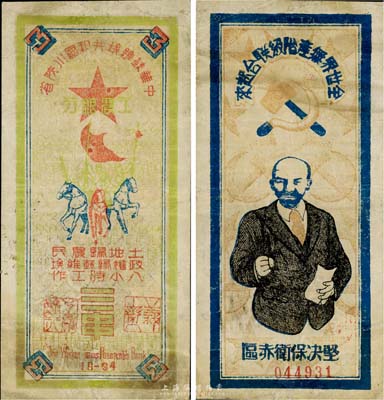 中華蘇維埃共和國川陝省
工農銀行
土地歸農民
政權歸蘇維埃
八小時工作
叁串
全世界無產階級聯合起來
堅決保衛赤區
044931